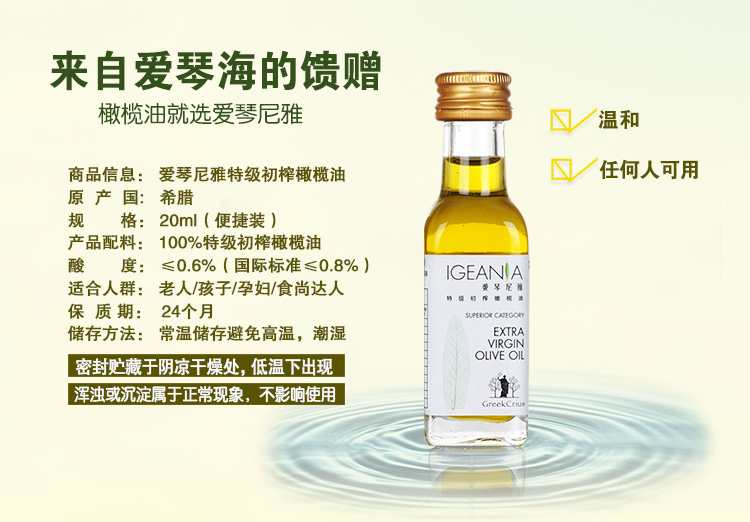 来自爱琴海的馈赠
橄榄油就选爱琴尼雅
商品信息： 爱琴尼雅特级初榨橄榄油
原 产 国： 希腊
规 格： 20ml（便捷装）
产品配料： 100%特级初榨橄榄油
酸 度： ≤0.6%（国际标准≤0.8%）
适合人群： 老人/孩子/孕妇/食尚达人
保 质 期： 24个月
储存方法： 常温储存避免高温，潮湿
密封贮藏于阴凉干燥处，低温下出现
浑浊或沉淀属于正常现象，不影响使用
温和
任何人可用
IGEANIA
爱琴尼雅
特级初榨橄榄油
SUPERIOR CATEGORY
EXTRA
VIRGIN
OLIVE OIL
GreekCrius